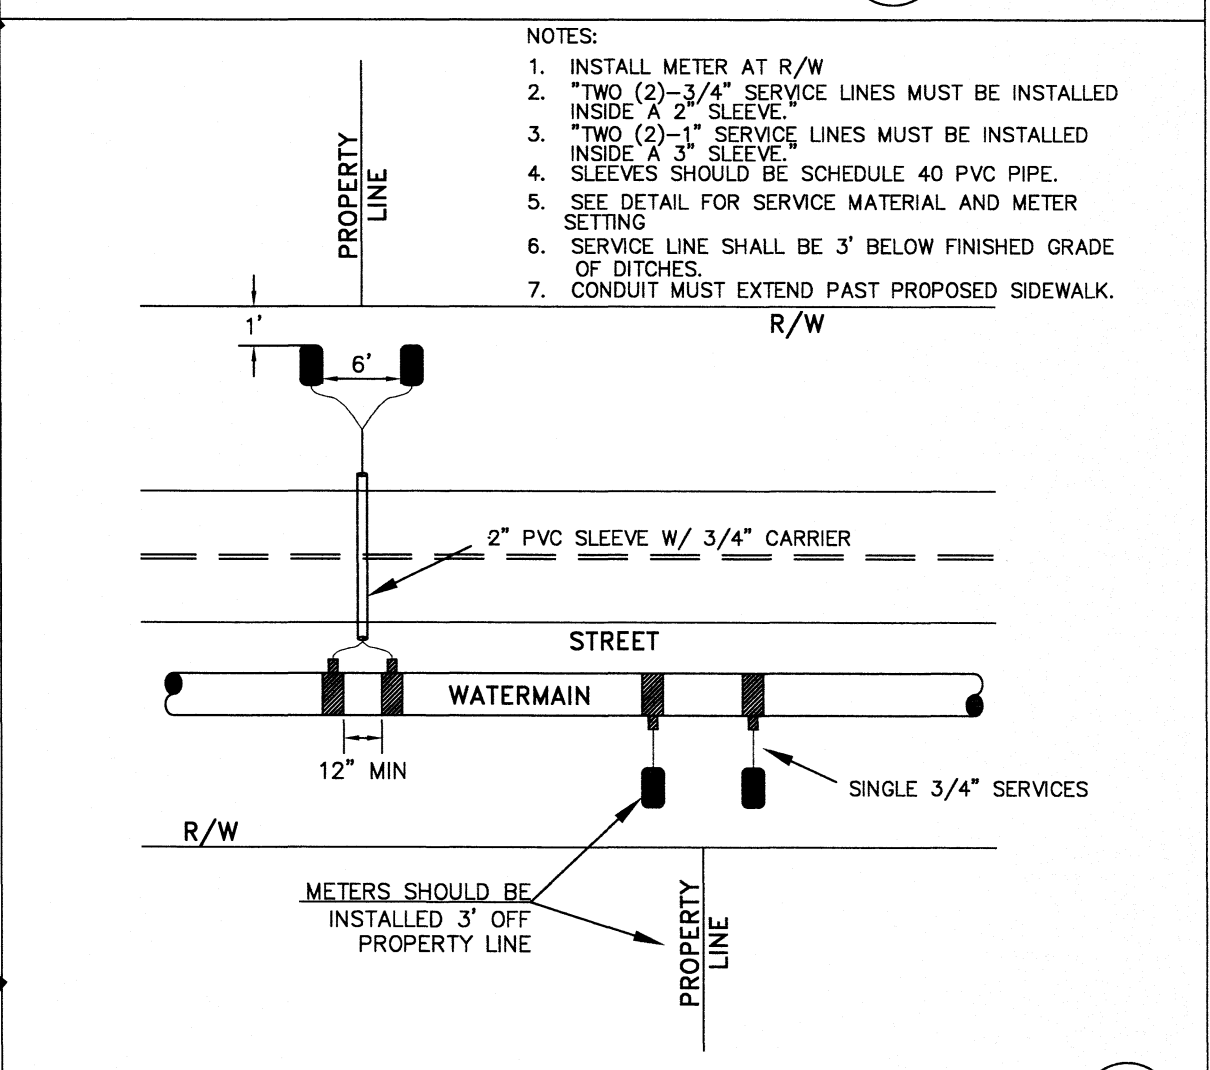 NOTES:
1. INSTALL METER AT R/W
2. "TWO (2)-3/4" SERVICE LINES MUST BE INSTALLED
INSIDE A 2" SLEEVE."
3. "TWO (2)-1" SERVICE LINES MUST BE INSTALLED
INSIDE A 3" SLEEVE."
4. SLEEVES SHOULD BE SCHEDULE 40 PVC PIPE.
5. SEE DETAIL FOR SERVICE MATERIAL AND METER
SETTING
6. SERVICE LINE SHALL BE 3' BELOW FINISHED GRADE
OF DITCHES.
7. CONDUIT MUST EXTEND PAST PROPOSED SIDEWALK.
PROPERTY
LINE
R/W
1'
6'
2" PVC SLEEVE W/ 3/4" CARRIER
STREET
WATERMAIN
12" MIN
SINGLE 3/4" SERVICES
R/W
METERS SHOULD BE
INSTALLED 3' OFF
PROPERTY LINE
PROPERTY
LINE